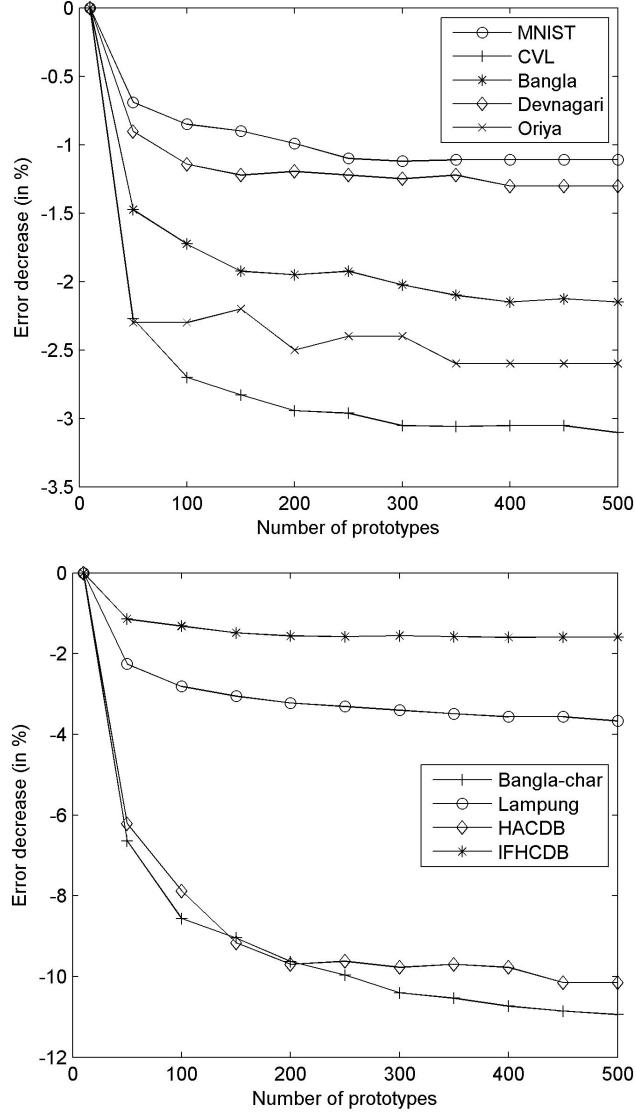 0
-0.5
-1
-1.5
-2
-2.5
-3
-3.5
Error decrease (in %)
MNIST
CVL
Bangla
Devnagari
Oriya
0 100 200 300 400 500
Number of prototypes
0
-2
-4
-6
-8
-10
-12
Error decrease (in %)
Bangla-char
Lampung
HACDB
IFHCDB
0 100 200 300 400 500
Number of prototypes